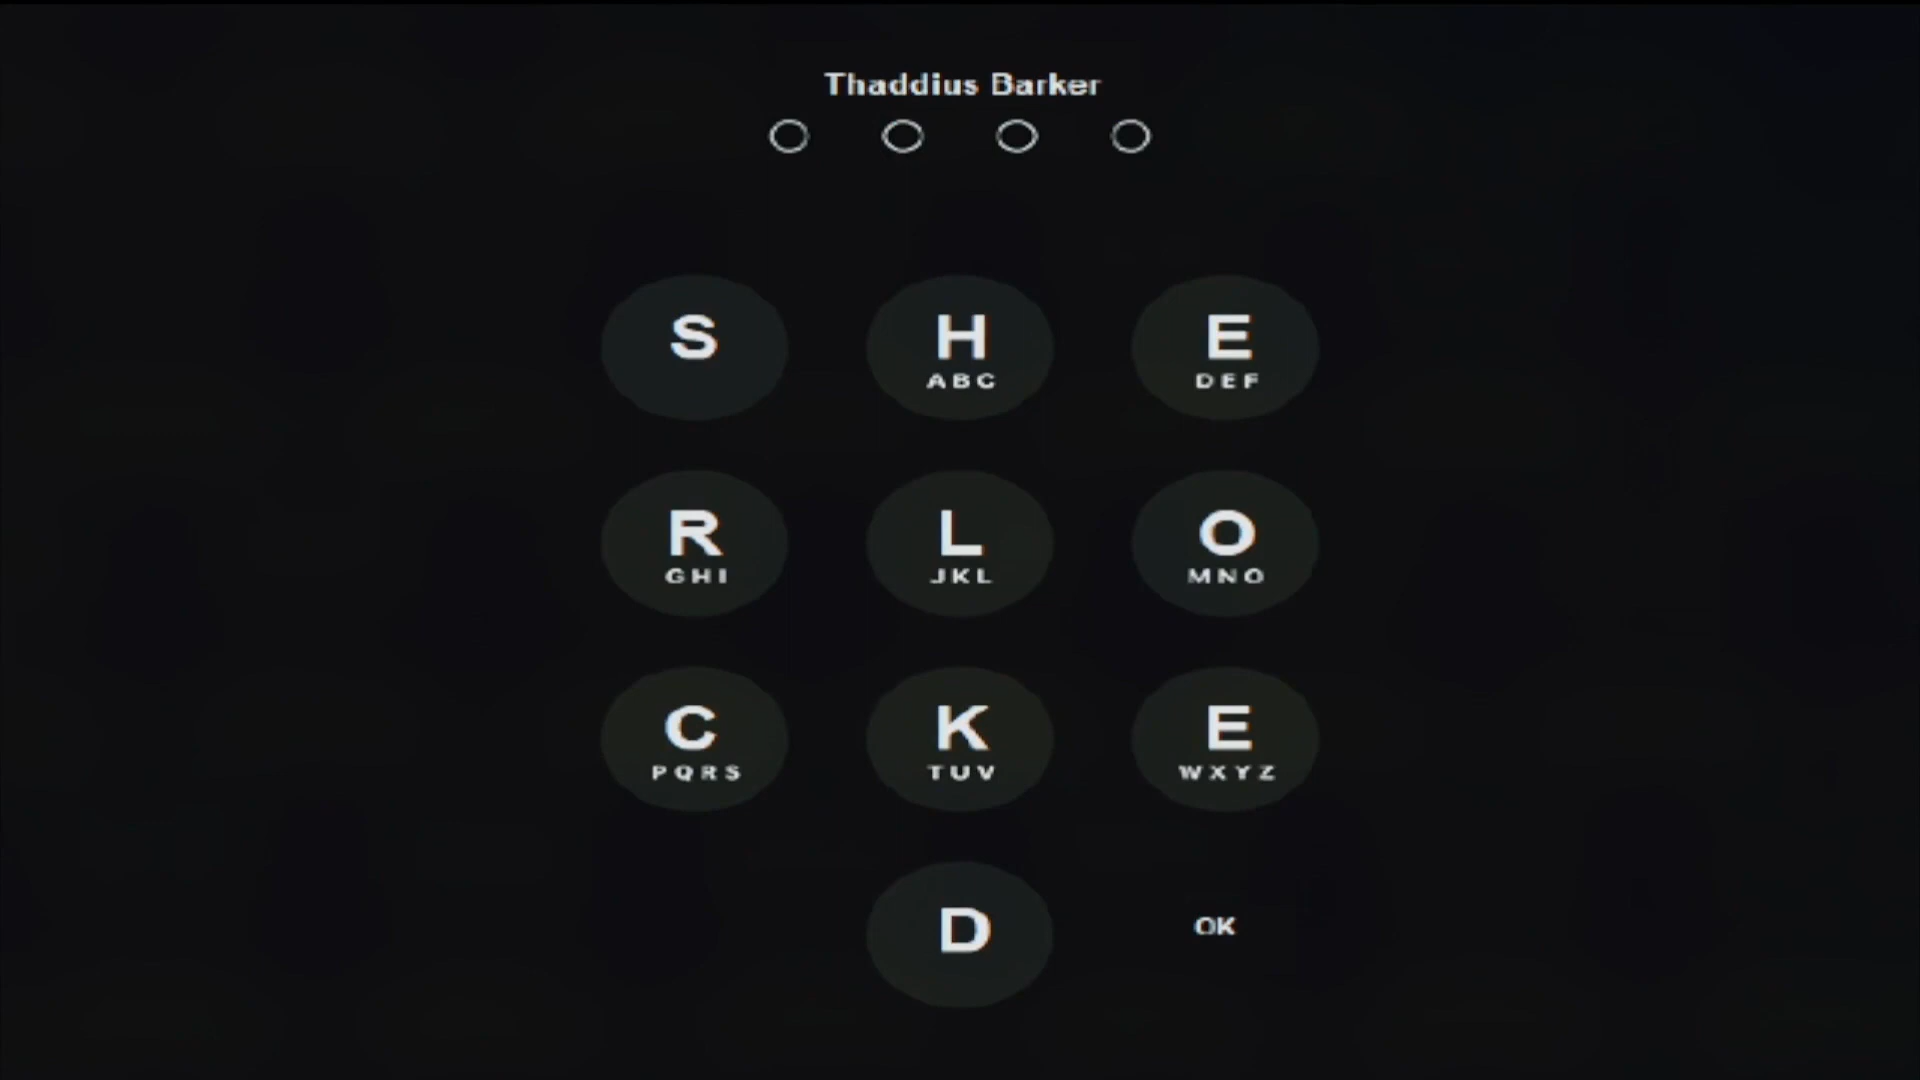 Thaddius Barker
S H E
ABC DEF
R L O
GHI JKL MNO
C K E
PQRS TUV WXYZ
D OK